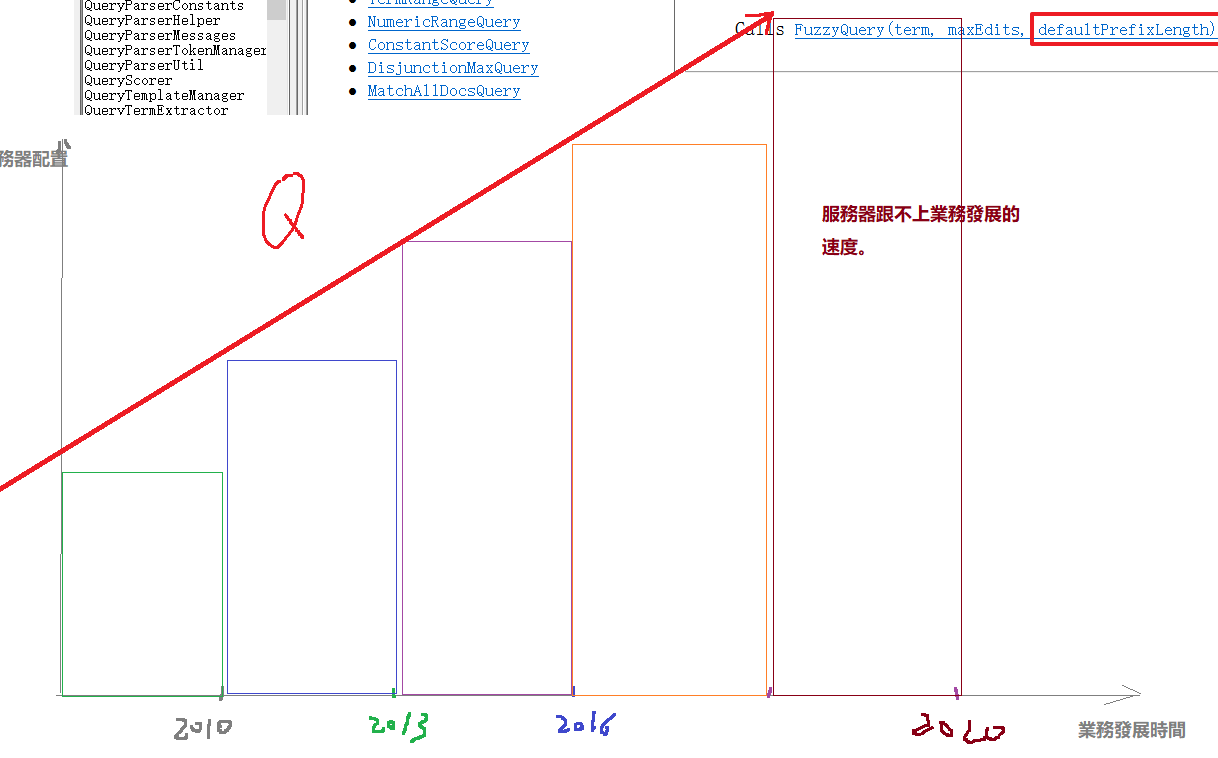 QueryParserConstants
QueryParserHelper
QueryParserMessages
QueryParserTokenManager
QueryParserUtil
QueryScorer
QueryTemplateManager
QueryTermExtractor
TermRangeQuery
NumericRangeQuery
ConstantScoreQuery
DisjunctionMaxQuery
MatchAllDocsQuery
Calls FuzzyQuery(term, maxEdits, defaultPrefixLength)
務器配置
Q
服務器跟不上業務發展的
速度。
2010
2013
2016
2020
業務發展時間